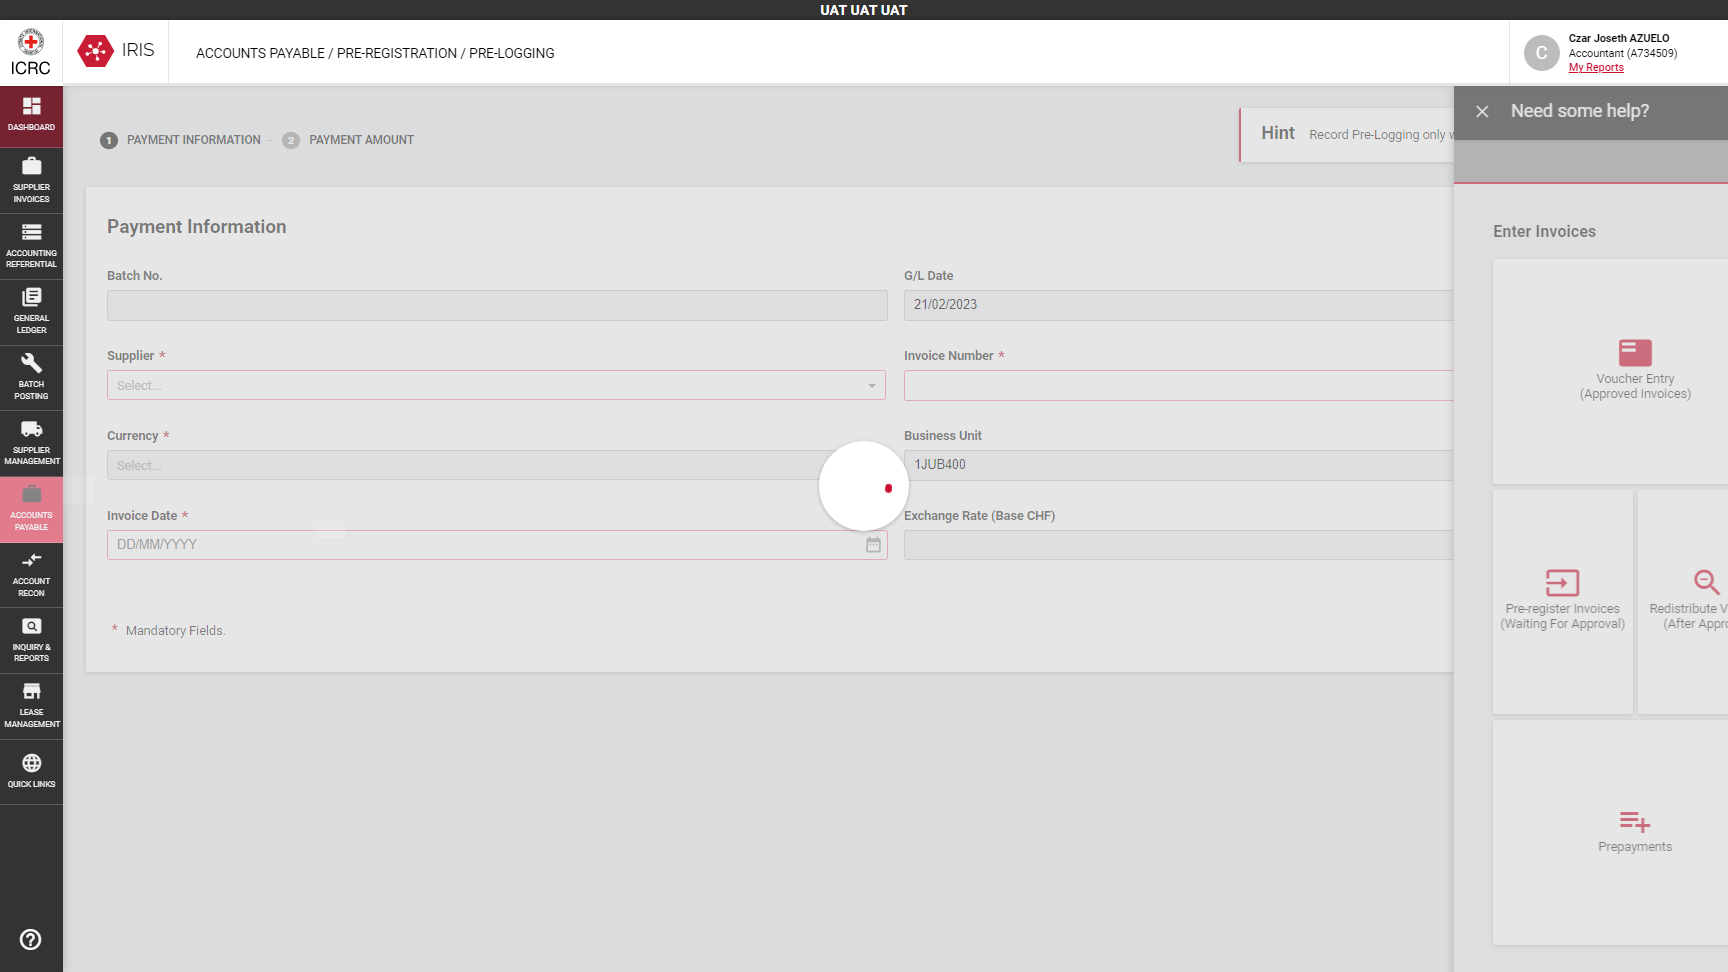 UAT UAT UAT
ICRC
IRIS
ACCOUNTS PAYABLE / PRE-REGISTRATION / PRE-LOGGING
C
Czar Joseth AZUELO
Accountant (A734509)
My Reports
DASHBOARD
SUPPLIER
INVOICES
ACCOUNTING
REFERENTIAL
GENERAL
LEDGER
BATCH
POSTING
SUPPLIER
MANAGEMENT
ACCOUNTS
PAYABLE
ACCOUNT
RECON
INQUIRY &
REPORTS
LEASE
MANAGEMENT
QUICK LINKS
1 PAYMENT INFORMATION - 2 PAYMENT AMOUNT
Hint Record Pre-Logging only
Payment Information
Batch No.
G/L Date
21/02/2023
Supplier *
Select...
Invoice Number *
Currency *
Select...
Business Unit
1JUB400
Invoice Date *
DD/MM/YYYY
Exchange Rate (Base CHF)
* Mandatory Fields.
Need some help?
Enter Invoices
Voucher Entry
(Approved Invoices)
Pre-register Invoices
(Waiting For Approval)
Redistribute V
(After Appro
Prepayments